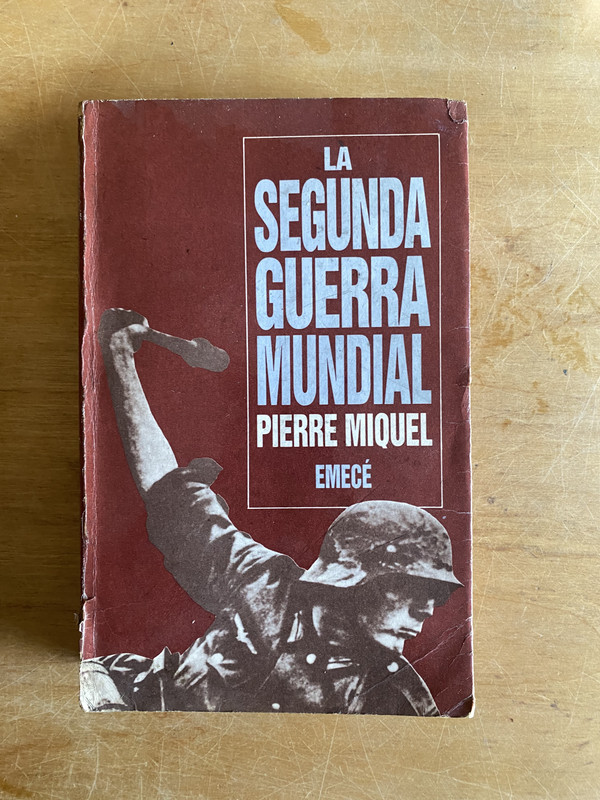 LA
SEGUNDA
GUERRA
MUNDIAL
PIERRE MIQUEL
EMECÉ